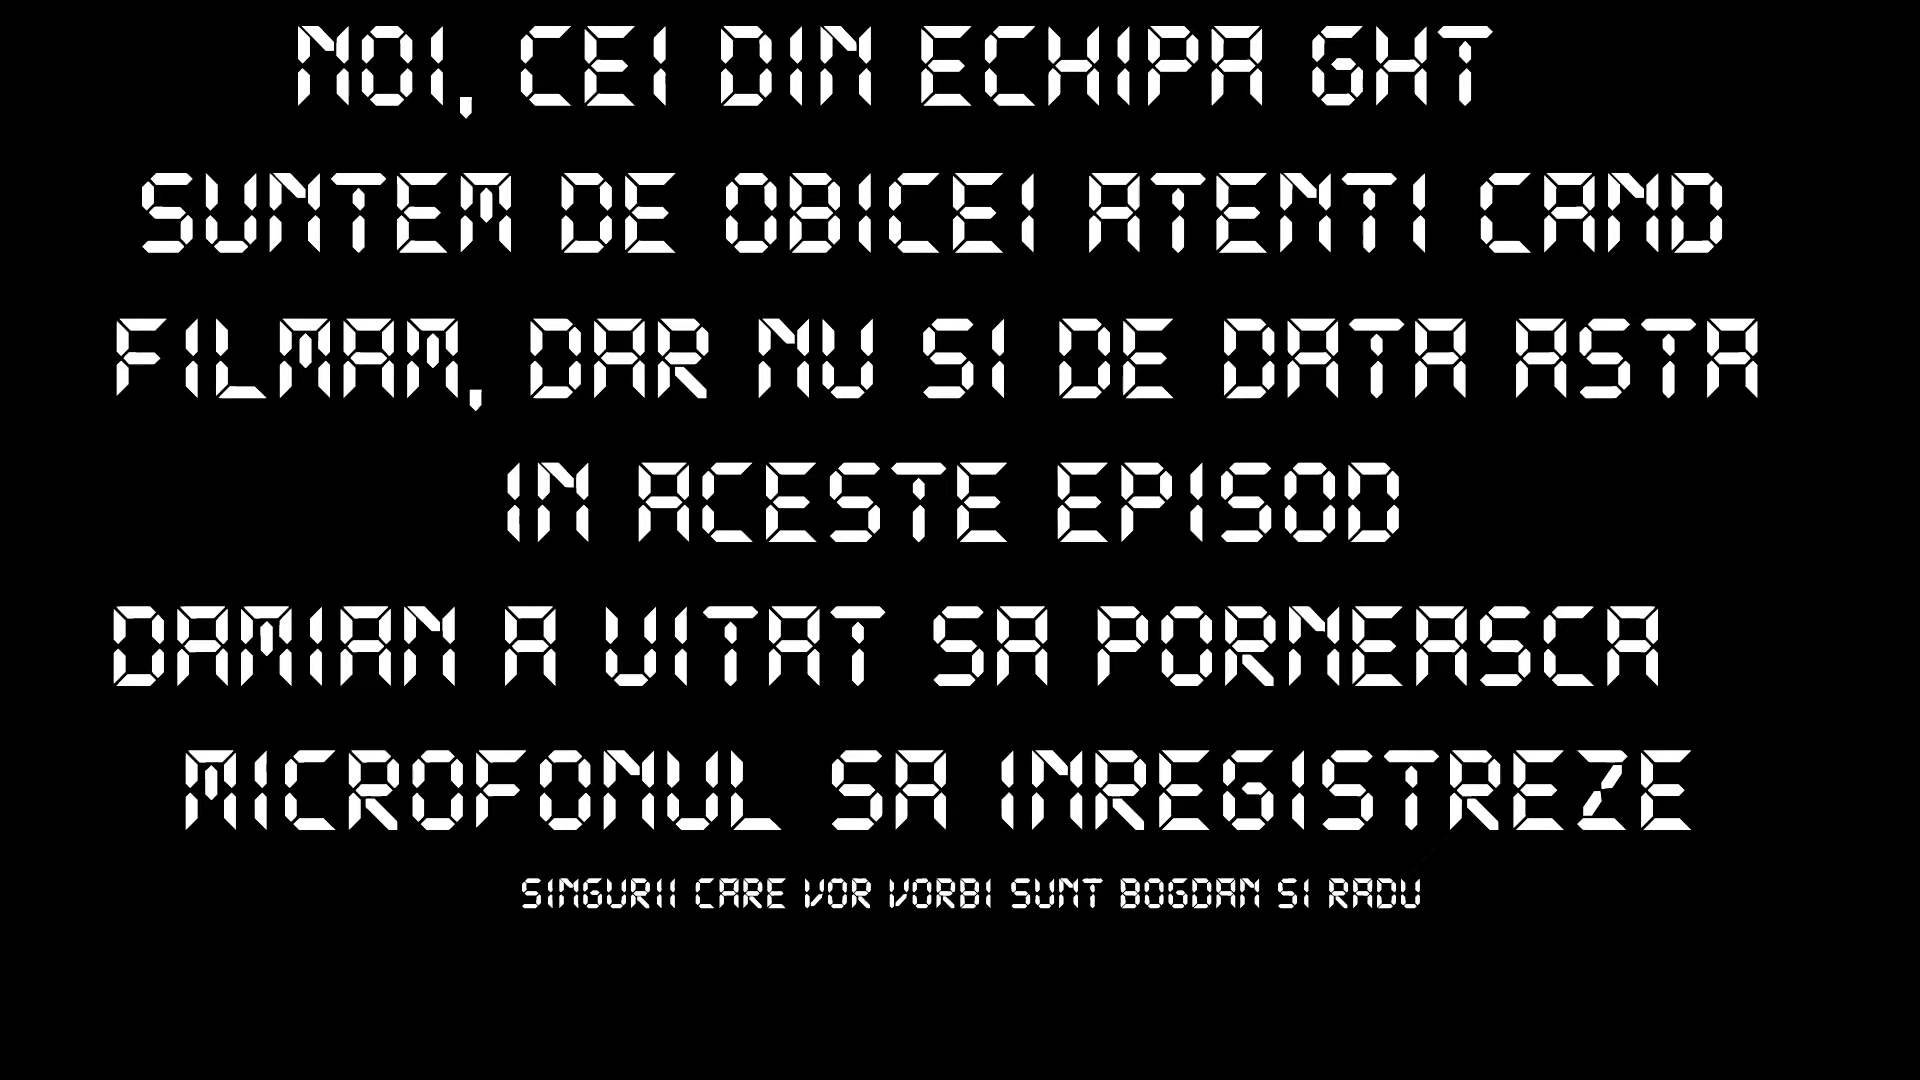 NOI, CEI DIN ECHIPA GHT
SUNTEM DE OBICEI ATENTI CAND
FILMAM, DAR NU SI DE DATA ASTA
IN ACESTE EPISOD
DAMIAN A UITAT SA PORNEASCA
MICROFONUL SA INREGISTREZE
SINGURII CARE VOR VORBI SUNT BOGDAN SI RADU